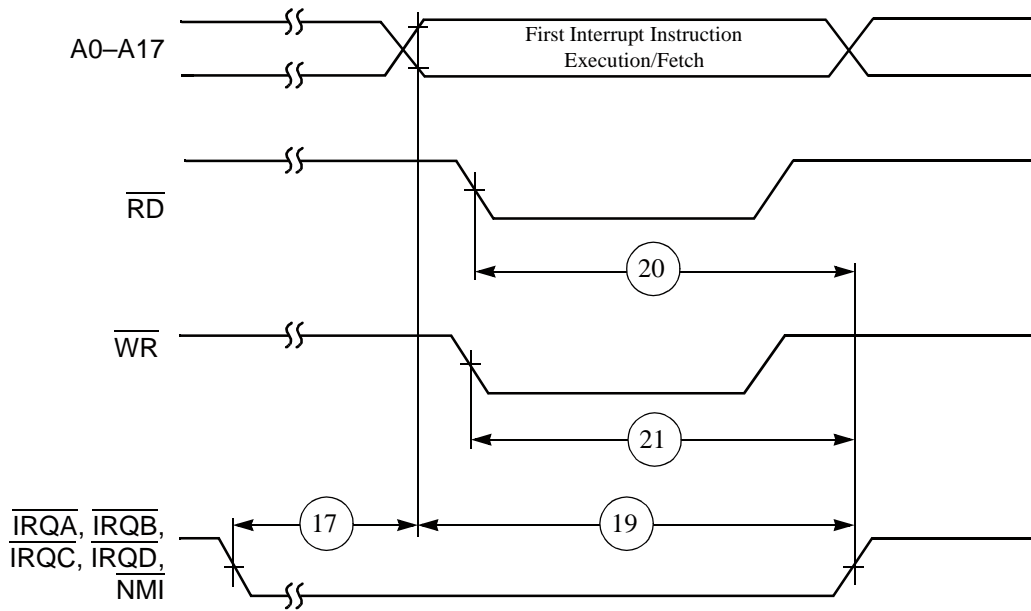 A0–A17
First Interrupt Instruction
Execution/Fetch
RD
20
WR
21
IRQA, IRQB,
IRQC, IRQD,
NMI
17
19